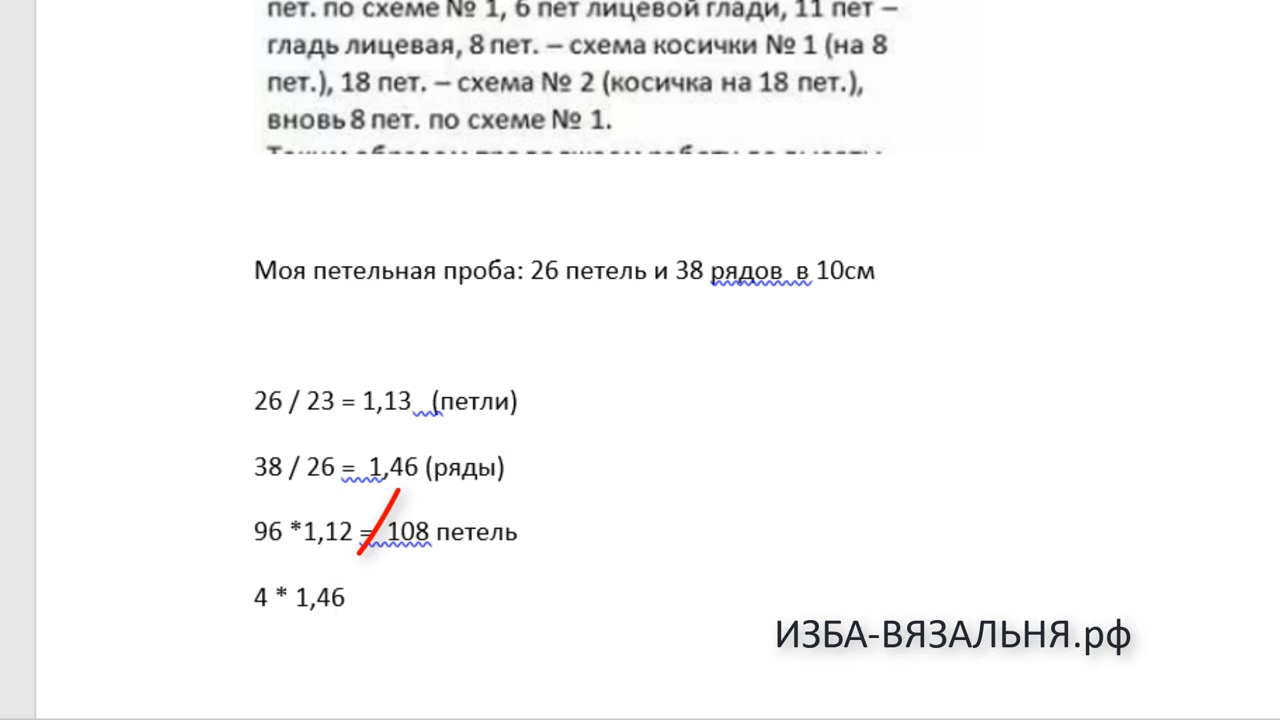 пет. по схеме № 1, 6 пет лицевой глади, 11 пет –
гладь лицевая, 8 пет. – схема косички № 1 (на 8
пет.), 18 пет. – схема № 2 (косичка на 18 пет.),
вновь 8 пет. по схеме № 1.
Моя петельная проба: 26 петель и 38 рядов  в 10см
26 / 23 = 1,13   (петли)
38 / 26 =  1,46 (ряды)
96 *1,12 =  108 петель
4 * 1,46
ИЗБА-ВЯЗАЛЬНЯ.рф